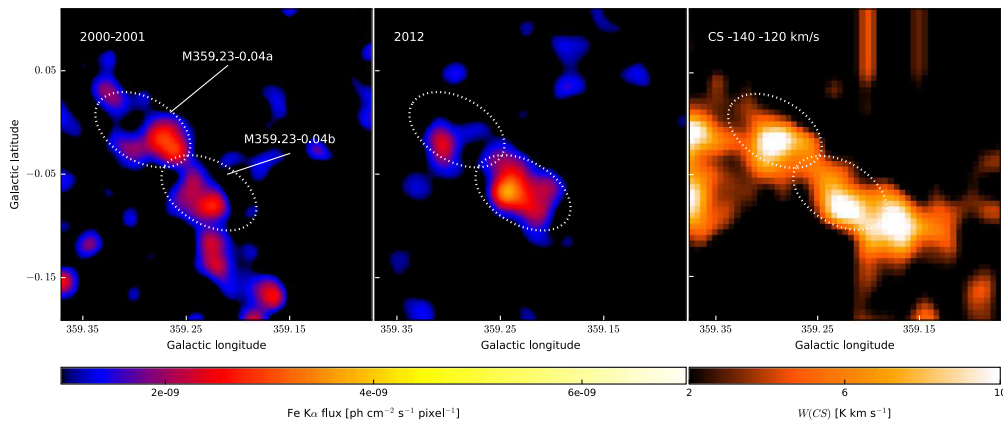 2000-2001
M359.23-0.04a
M359.23-0.04b
2012
CS -140 -120 km/s
Galactic latitude
0.05
−0.05
−0.15
359.35 359.25 359.15
359.35 359.25 359.15
359.35 359.25 359.15
Galactic longitude
Galactic longitude
Galactic longitude
2e-09 4e-09 6e-09
2 6 10
Fe Kα flux [ph cm⁻² s⁻¹ pixel⁻¹]
W(CS) [K km s⁻¹]